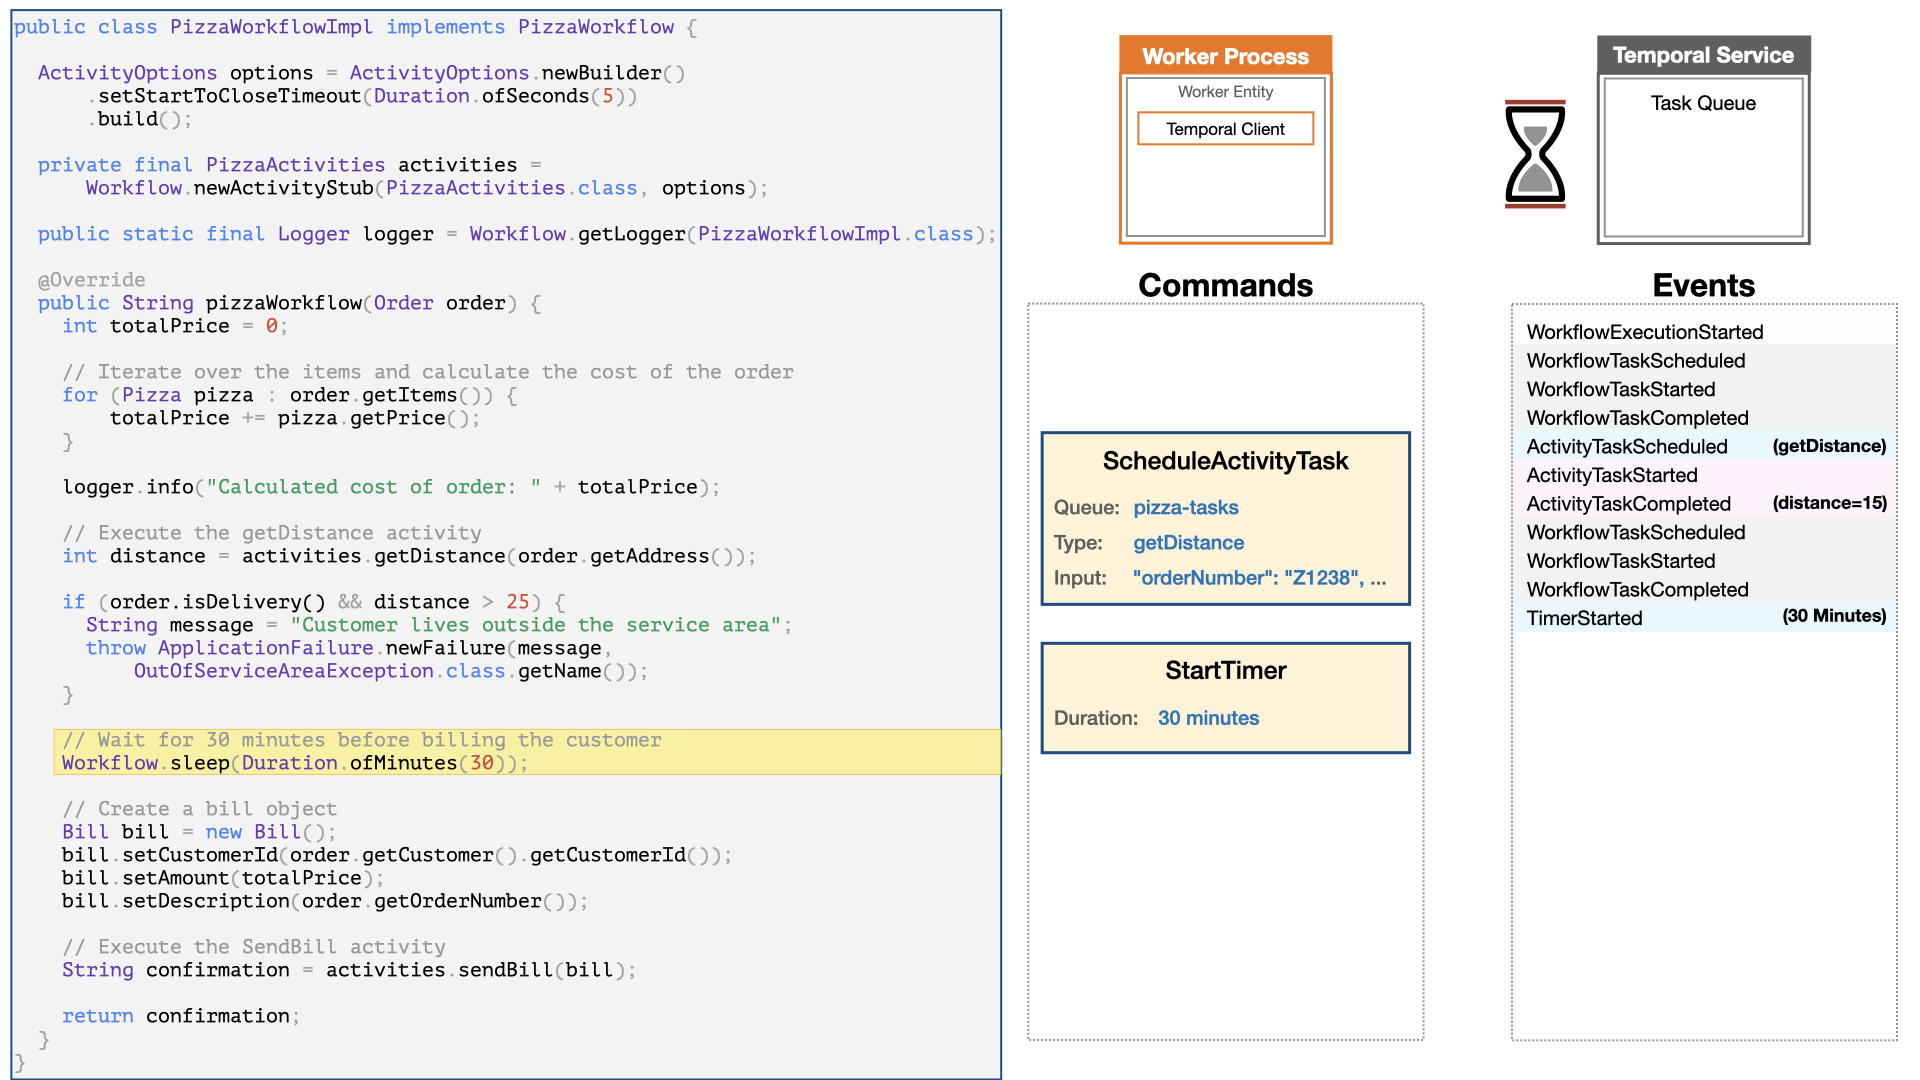 public class PizzaWorkflowImpl implements PizzaWorkflow {
ActivityOptions options = ActivityOptions.newBuilder()
.setStartToCloseTimeout(Duration.ofSeconds(5))
.build();
private final PizzaActivities activities =
Workflow.newActivityStub(PizzaActivities.class, options);
public static final Logger logger = Workflow.getLogger(PizzaWorkflowImpl.class);
@Override
public String pizzaWorkflow(Order order) {
int totalPrice = 0;
// Iterate over the items and calculate the cost of the order
for (Pizza pizza : order.getItems()) {
totalPrice += pizza.getPrice();
}
logger.info("Calculated cost of order: " + totalPrice);
// Execute the getDistance activity
int distance = activities.getDistance(order.getAddress());
if (order.isDelivery() && distance > 25) {
String message = "Customer lives outside the service area";
throw ApplicationFailure.newFailure(message,
OutOfServiceAreaException.class.getName());
}
// Wait for 30 minutes before billing the customer
Workflow.sleep(Duration.ofMinutes(30));
// Create a bill object
Bill bill = new Bill();
bill.setCustomerId(order.getCustomer().getCustomerId());
bill.setAmount(totalPrice);
bill.setDescription(order.getOrderNumber());
// Execute the SendBill activity
String confirmation = activities.sendBill(bill);
return confirmation;
}
}
Worker Process
Worker Entity
Temporal Client
Temporal Service
Task Queue
Commands
ScheduleActivityTask
Queue: pizza-tasks
Type: getDistance
Input: "orderNumber": "Z1238", ...
StartTimer
Duration: 30 minutes
Events
WorkflowExecutionStarted
WorkflowTaskScheduled
WorkflowTaskStarted
WorkflowTaskCompleted
ActivityTaskScheduled (getDistance)
ActivityTaskStarted
ActivityTaskCompleted (distance=15)
WorkflowTaskScheduled
WorkflowTaskStarted
WorkflowTaskCompleted
TimerStarted (30 Minutes)